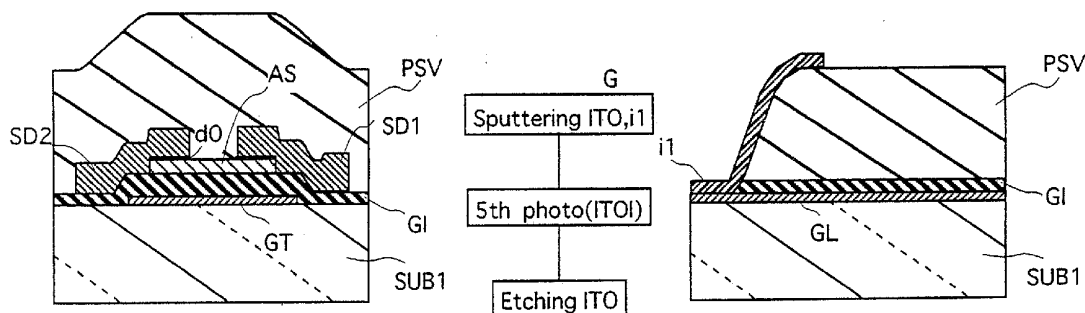 PSV
AS
SD2
d0
SD1
GI
GT
SUB1
G
Sputtering ITO,i1
5th photo(ITOI)
Etching ITO
PSV
i1
GI
GL
SUB1